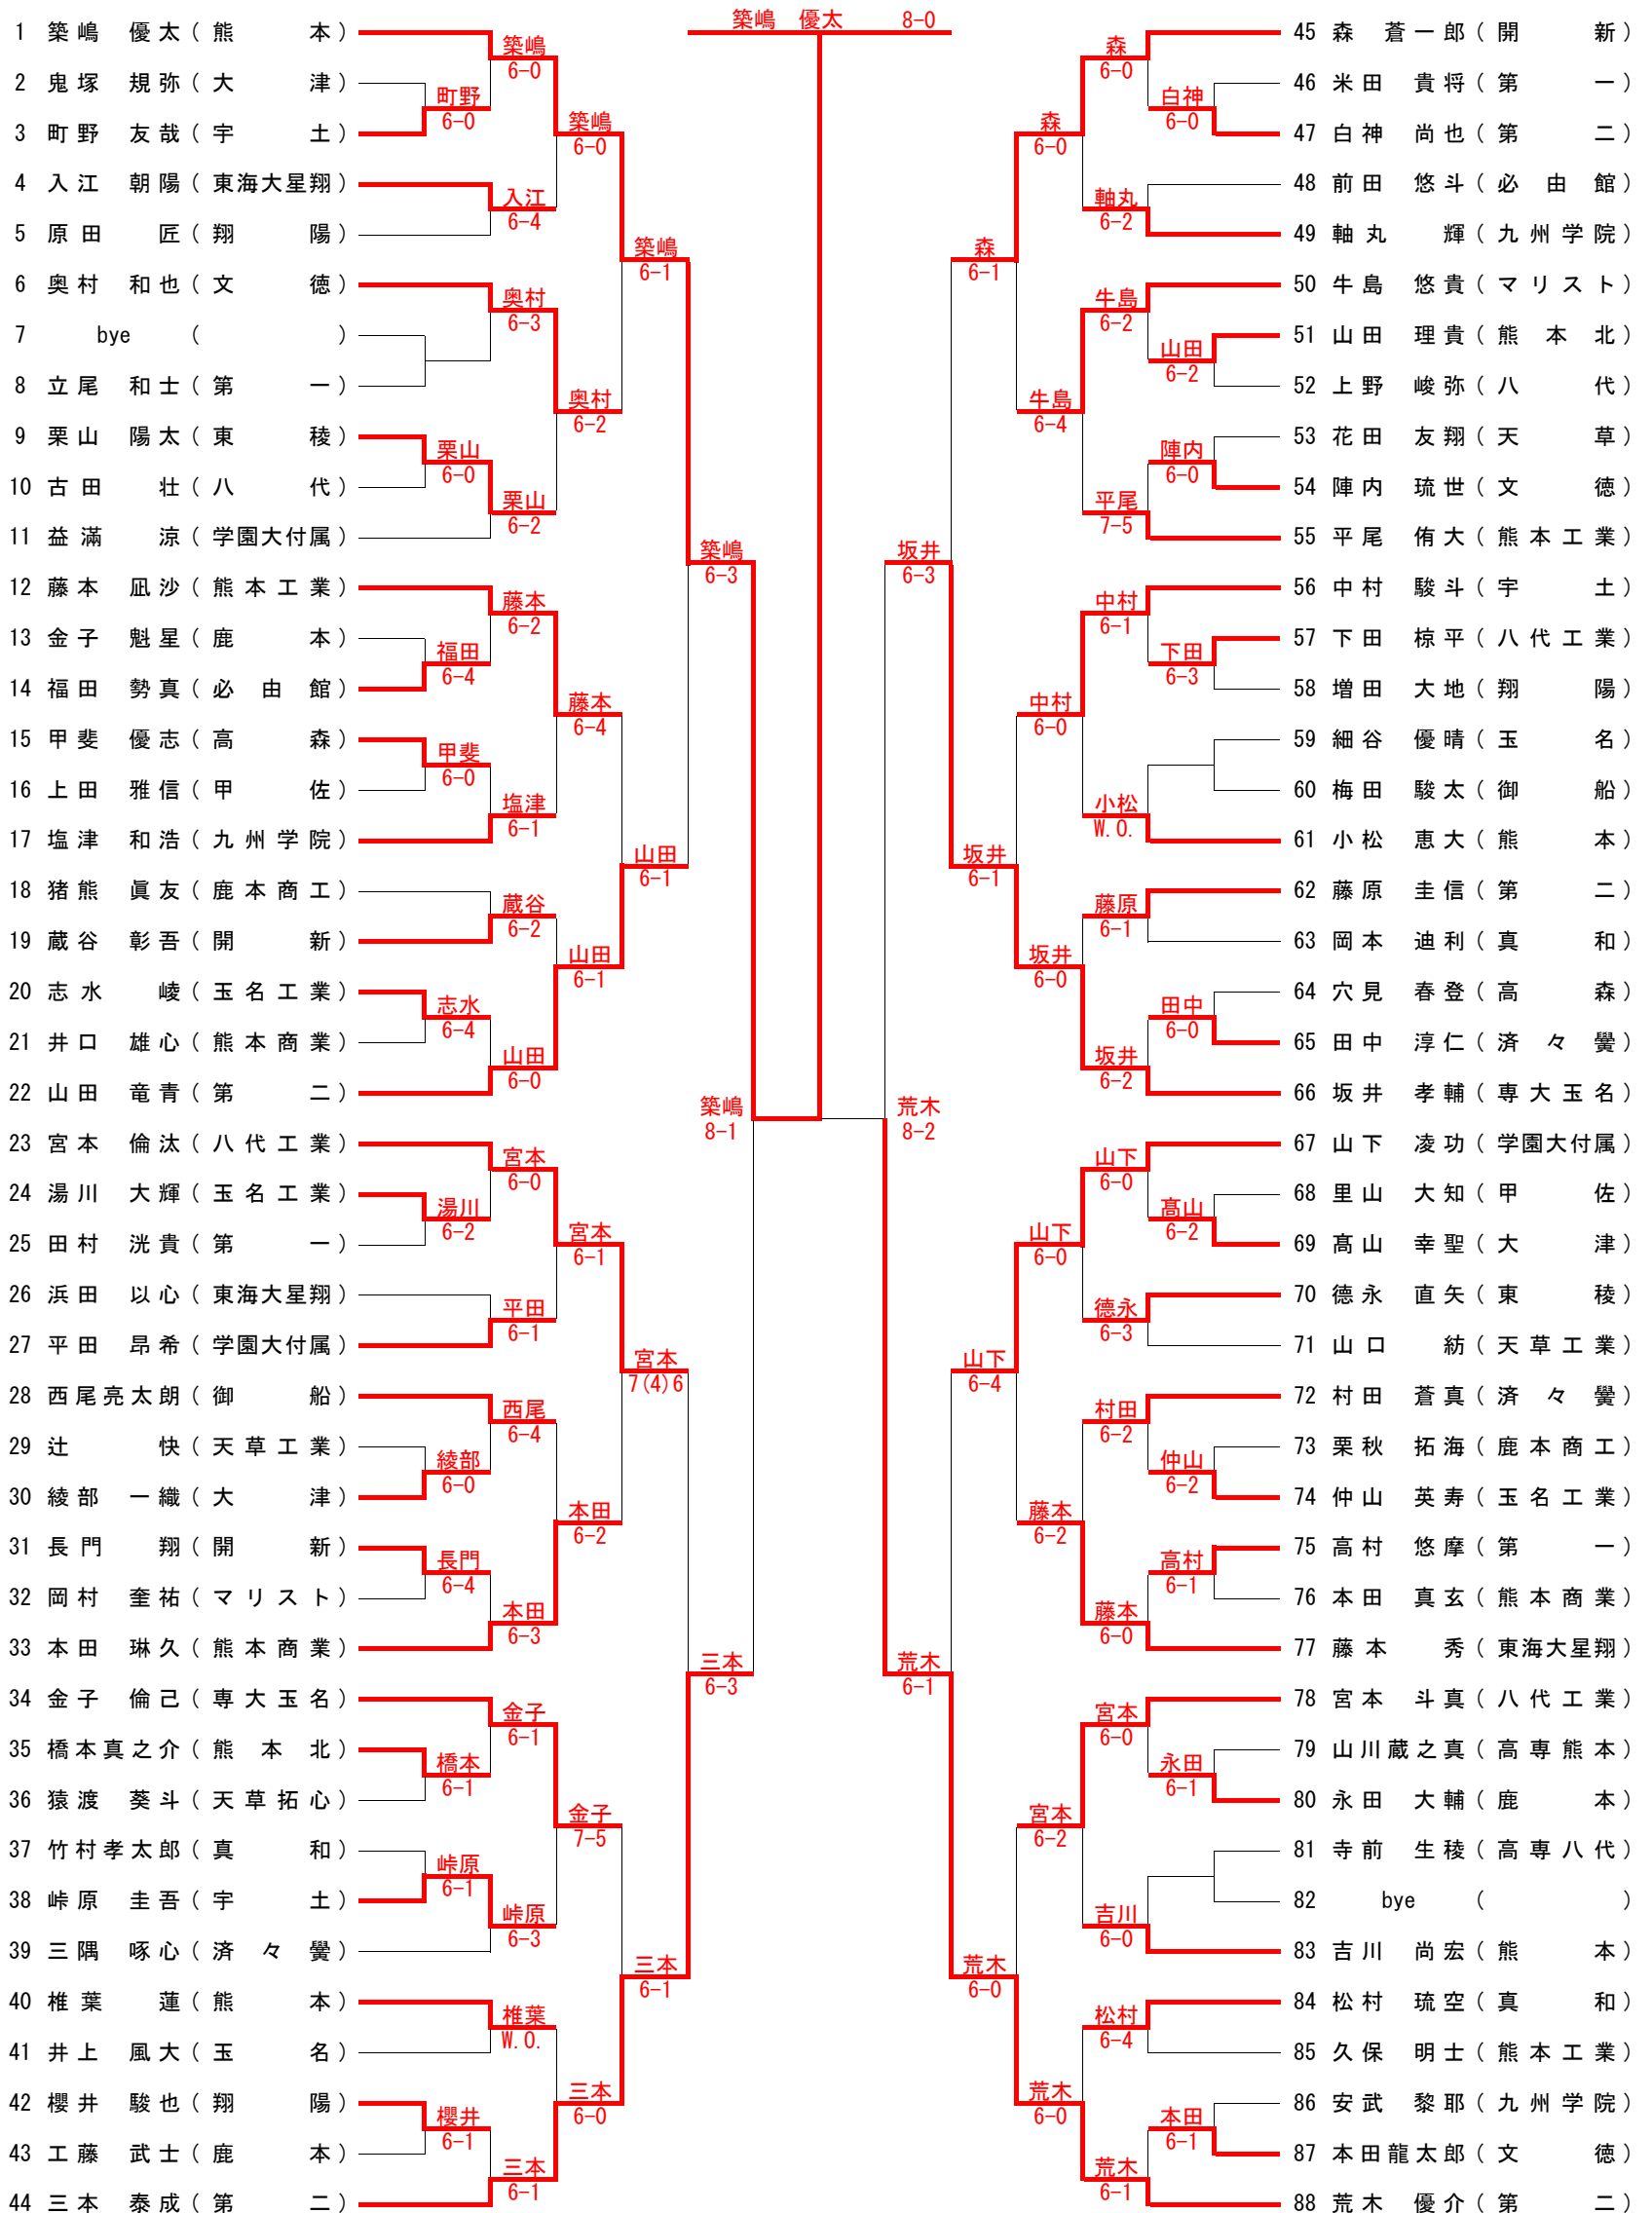 築嶋 優太 8-0
1 築嶋 優太 （熊本）
2 鬼塚 規弥 （大津）
3 町野 友哉 （宇土）
4 入江 朝陽 （東海大星翔）
5 原田 匠 （翔陽）
6 奥村 和也 （文徳）
7 bye （ ）
8 立尾 和士 （第一）
9 栗山 陽太 （東稜）
10 古田 壮 （八代）
11 益滿 涼 （学園大付属）
12 藤本 凪沙 （熊本工業）
13 金子 魁星 （鹿本）
14 福田 勢真 （必由館）
15 甲斐 優志 （高森）
16 上田 雅信 （甲佐）
17 塩津 和浩 （九州学院）
18 猪熊 眞友 （鹿本商工）
19 蔵谷 彰吾 （開新）
20 志水 崚 （玉名工業）
21 井口 雄心 （熊本商業）
22 山田 竜青 （第二）
23 宮本 倫汰 （八代工業）
24 湯川 大輝 （玉名工業）
25 田村 洸貴 （第一）
26 浜田 以心 （東海大星翔）
27 平田 昂希 （学園大付属）
28 西尾亮太朗 （御船）
29 辻 快 （天草工業）
30 綾部 一織 （大津）
31 長門 翔 （開新）
32 岡村 奎祐 （マリスト）
33 本田 琳久 （熊本商業）
34 金子 倫己 （専大玉名）
35 橋本真之介 （熊本北）
36 猿渡 葵斗 （天草拓心）
37 竹村孝太郎 （真和）
38 峠原 圭吾 （宇土）
39 三隅 啄心 （済々黌）
40 椎葉 蓮 （熊本）
41 井上 風大 （玉名）
42 櫻井 駿也 （翔陽）
43 工藤 武士 （鹿本）
44 三本 泰成 （第二）
町野 6-0
栗山 6-0
福田 6-4
甲斐 6-0
志水 6-4
湯川 6-2
綾部 6-0
長門 6-4
橋本 6-1
峠原 6-1
櫻井 6-1
築嶋 6-0
入江 6-4
奥村 6-3
栗山 6-2
藤本 6-2
塩津 6-1
蔵谷 6-2
山田 6-0
宮本 6-0
平田 6-1
西尾 6-4
本田 6-3
金子 6-1
峠原 6-3
椎葉 W.O.
三本 6-1
築嶋 6-0
奥村 6-2
藤本 6-4
山田 6-1
宮本 6-1
本田 6-2
金子 7-5
三本 6-0
築嶋 6-1
山田 6-1
宮本 7(4)6
三本 6-1
築嶋 6-3
三本 6-3
築嶋 8-1
荒木 8-2
坂井 6-3
荒木 6-1
森 6-1
坂井 6-1
山下 6-4
荒木 6-0
森 6-0
牛島 6-4
中村 6-0
坂井 6-0
山下 6-0
藤本 6-2
宮本 6-2
荒木 6-0
森 6-0
軸丸 6-2
牛島 6-2
平尾 7-5
中村 6-1
小松 W.O.
藤原 6-1
坂井 6-2
山下 6-0
德永 6-3
村田 6-2
藤本 6-0
宮本 6-0
吉川 6-0
松村 6-4
荒木 6-1
白神 6-0
山田 6-2
陣内 6-0
下田 6-3
田中 6-0
髙山 6-2
仲山 6-2
高村 6-1
永田 6-1
本田 6-1
45 森 蒼一郎 （開新）
46 米田 貴将 （第一）
47 白神 尚也 （第二）
48 前田 悠斗 （必由館）
49 軸丸 輝 （九州学院）
50 牛島 悠貴 （マリスト）
51 山田 理貴 （熊本北）
52 上野 峻弥 （八代）
53 花田 友翔 （天草）
54 陣内 琉世 （文徳）
55 平尾 侑大 （熊本工業）
56 中村 駿斗 （宇土）
57 下田 椋平 （八代工業）
58 増田 大地 （翔陽）
59 細谷 優晴 （玉名）
60 梅田 駿太 （御船）
61 小松 恵大 （熊本）
62 藤原 圭信 （第二）
63 岡本 迪利 （真和）
64 穴見 春登 （高森）
65 田中 淳仁 （済々黌）
66 坂井 孝輔 （専大玉名）
67 山下 凌功 （学園大付属）
68 里山 大知 （甲佐）
69 髙山 幸聖 （大津）
70 德永 直矢 （東稜）
71 山口 紡 （天草工業）
72 村田 蒼真 （済々黌）
73 栗秋 拓海 （鹿本商工）
74 仲山 英寿 （玉名工業）
75 高村 悠摩 （第一）
76 本田 真玄 （熊本商業）
77 藤本 秀 （東海大星翔）
78 宮本 斗真 （八代工業）
79 山川蔵之真 （高専熊本）
80 永田 大輔 （鹿本）
81 寺前 生稜 （高専八代）
82 bye （ ）
83 吉川 尚宏 （熊本）
84 松村 琉空 （真和）
85 久保 明士 （熊本工業）
86 安武 黎耶 （九州学院）
87 本田龍太郎 （文徳）
88 荒木 優介 （第二）